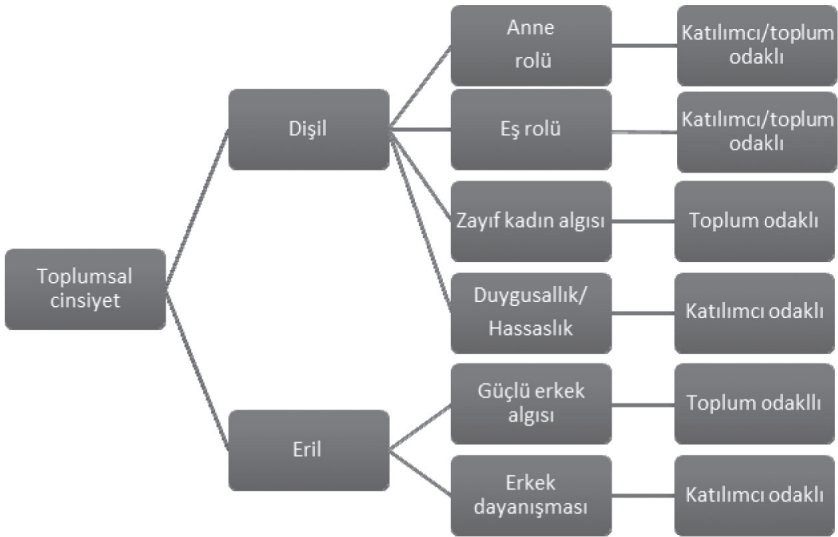 Toplumsal
cinsiyet
Dişil
Anne
rolü
Katılımcı/toplum
odaklı
Eş rolü
Katılımcı/toplum
odaklı
Zayıf kadın algısı
Toplum odaklı
Duygusallık/
Hassaslık
Katılımcı odaklı
Eril
Güçlü erkek
algısı
Toplum odakllı
Erkek
dayanışması
Katılımcı odaklı